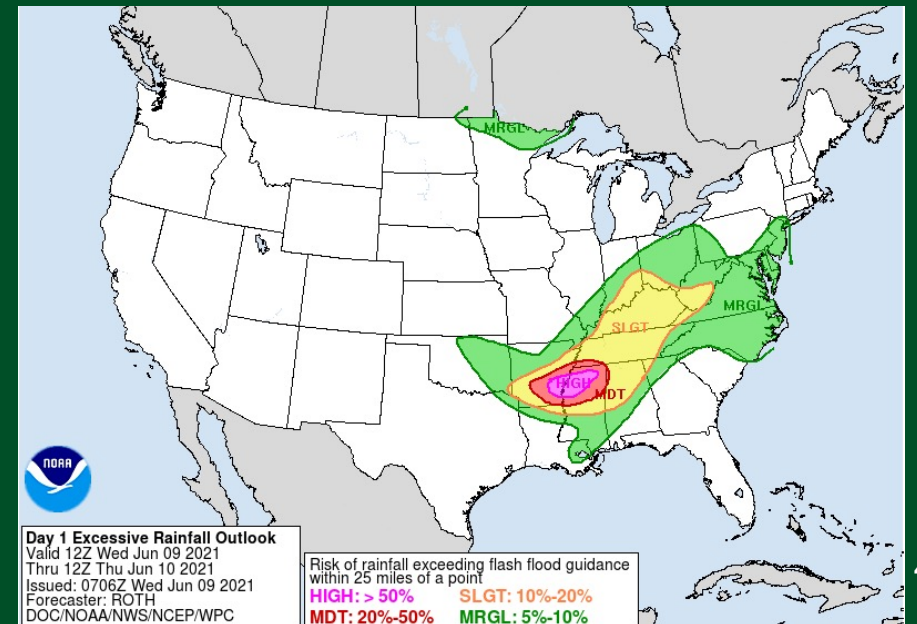 MRGL
MRGL
SLGT
HIGH
MDT
NOAA
Day 1 Excessive Rainfall Outlook
Valid 12Z Wed Jun 09 2021
Thru 12Z Thu Jun 10 2021
Issued: 0706Z Wed Jun 09 2021
Forecaster: ROTH
DOC/NOAA/NWS/NCEP/WPC
Risk of rainfall exceeding flash flood guidance
within 25 miles of a point
HIGH: > 50% SLGT: 10%-20%
MDT: 20%-50% MRGL: 5%-10%